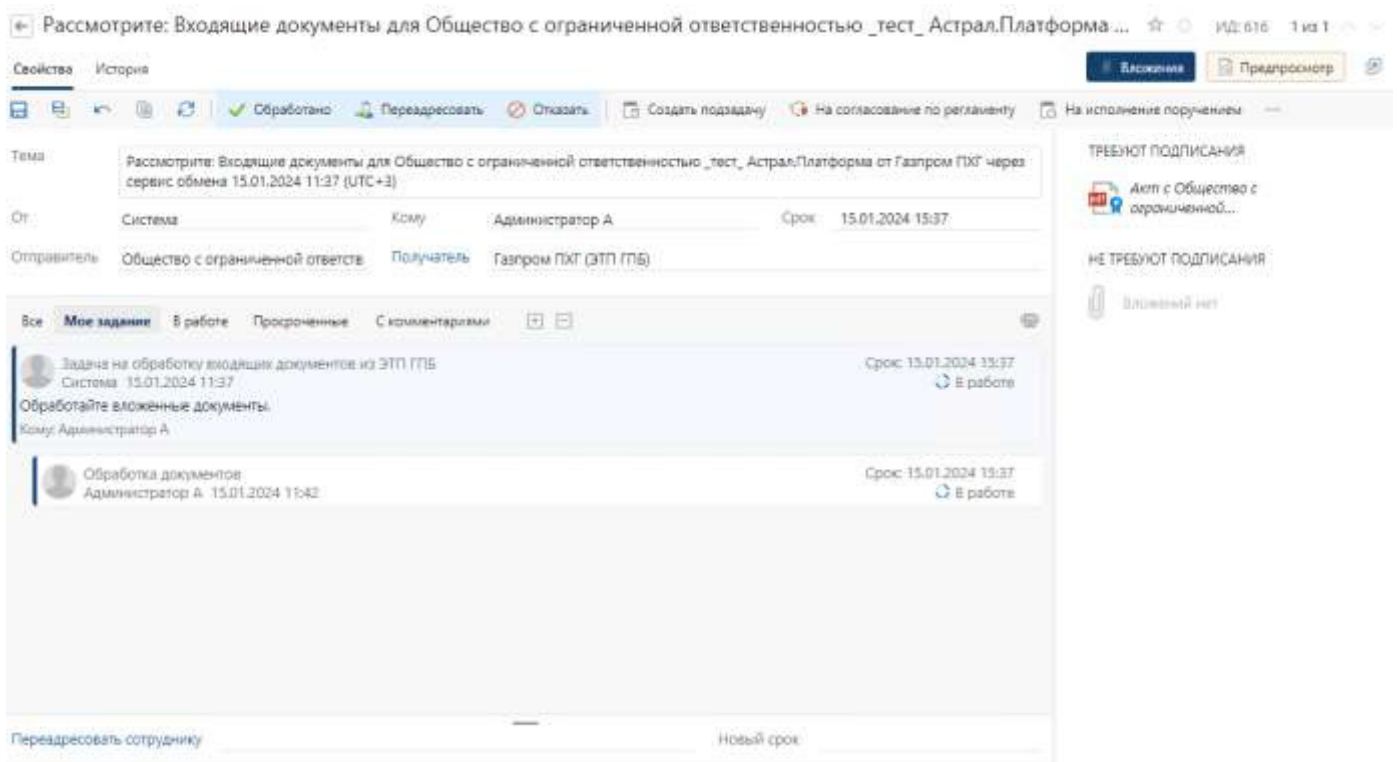 Рассмотрите: Входящие документы для Общество с ограниченной ответственностью _тест_ Астрал.Платформа ... ИД: 616 1 из 1
Свойства История Вложения Предпросмотр
Обработано Переадресовать Отказать Создать подзадачу На согласование по регламенту На исполнение поручением
Тема
Рассмотрите: Входящие документы для Общество с ограниченной ответственностью _тест_ Астрал.Платформа от Газпром ПХГ через
сервис обмена 15.01.2024 11:37 (UTC+3)
От Система Кому Администратор А Срок 15.01.2024 15:37
Отправитель Общество с ограниченной ответств Получатель Газпром ПХГ (ЭТП ГПБ)
Все Мое задание В работе Просроченные С комментариями
Задача на обработку входящих документов из ЭТП ГПБ Срок: 15.01.2024 15:37
Система 15.01.2024 11:37 В работе
Обработайте вложенные документы.
Кому: Администратор А
Обработка документов Срок: 15.01.2024 15:37
Администратор А 15.01.2024 11:42 В работе
Переадресовать сотруднику Новый срок
ТРЕБУЮТ ПОДПИСАНИЯ
Акт с Общество с
ограниченной...
НЕ ТРЕБУЮТ ПОДПИСАНИЯ
Вложений нет